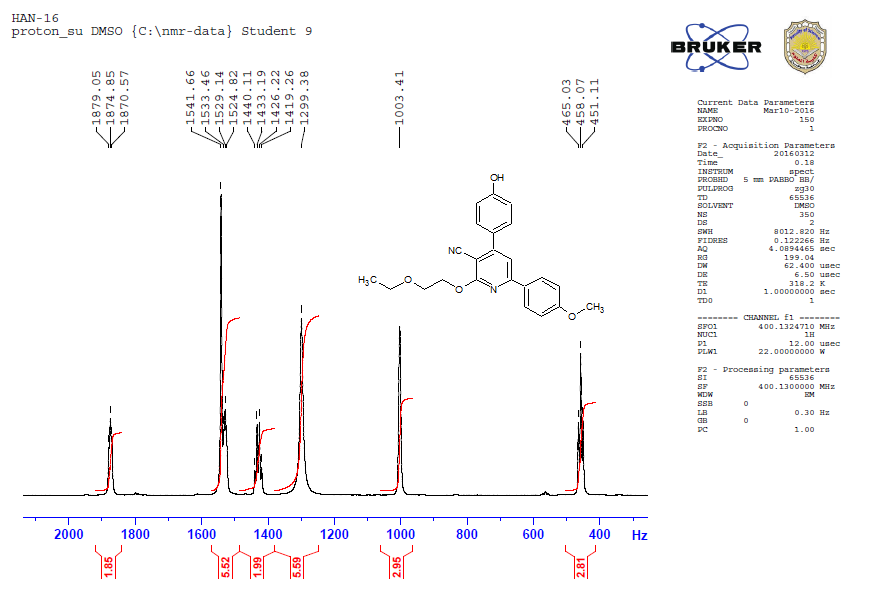 HAN-16
proton_su DMSO {C:\nmr-data} Student 9
1879.05
1874.85
1870.57
1541.66
1533.46
1529.14
1524.82
1440.11
1433.19
1426.22
1419.26
1299.38
1003.41
465.03
458.07
451.11
BRUKER
OH
NC
H3C
O
O
N
O
CH3
2000 1800 1600 1400 1200 1000 800 600 400 Hz
1.85
5.52
1.99
5.59
2.95
2.81
Current Data Parameters
NAME Mar10-2016
EXPNO 150
PROCNO 1
F2 - Acquisition Parameters
Date_ 20160312
Time 0.18
INSTRUM spect
PROBHD 5 mm PABBO BB/
PULPROG zg30
TD 65536
SOLVENT DMSO
NS 350
DS 2
SWH 8012.820 Hz
FIDRES 0.122266 Hz
AQ 4.0894465 sec
RG 199.04
DW 62.400 usec
DE 6.50 usec
TE 318.2 K
D1 1.00000000 sec
TD0 1
======== CHANNEL f1 ========
SFO1 400.1324710 MHz
NUC1 1H
P1 12.00 usec
PLW1 22.00000000 W
F2 - Processing parameters
SI 65536
SF 400.1300000 MHz
WDW EM
SSB 0
LB 0.30 Hz
GB 0
PC 1.00